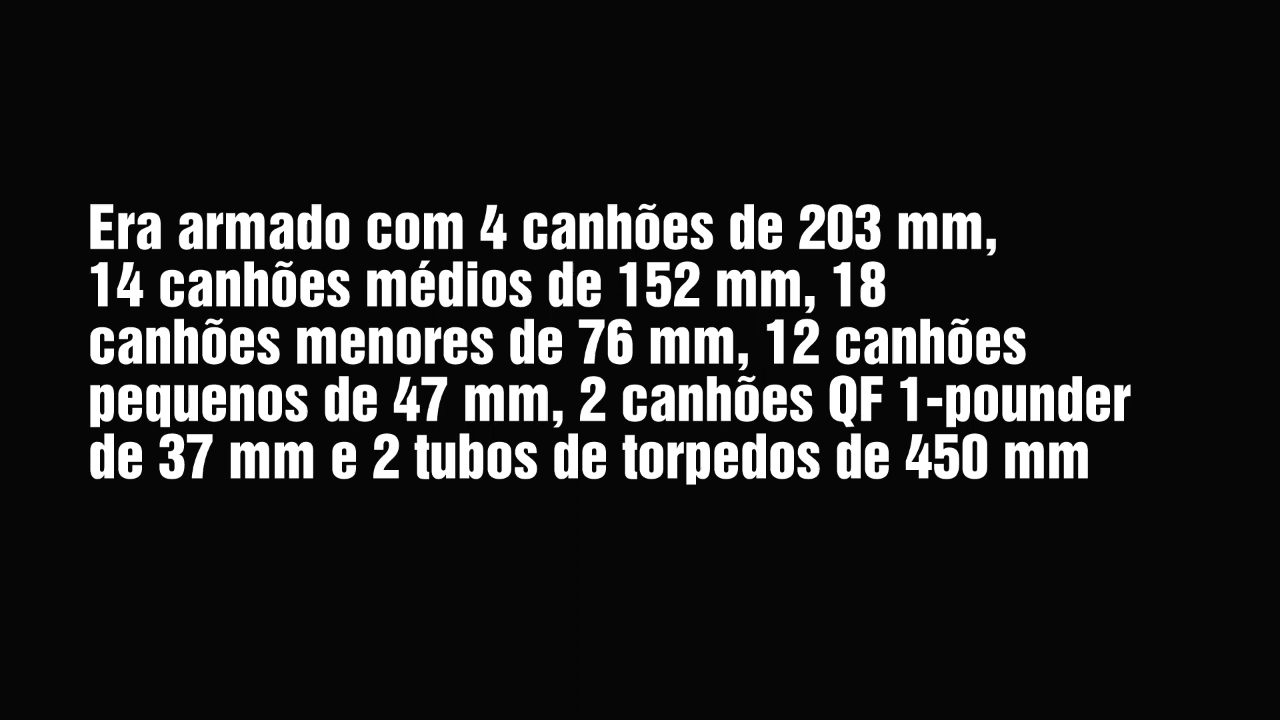 Era armado com 4 canhões de 203 mm,
14 canhões médios de 152 mm, 18
canhões menores de 76 mm, 12 canhões
pequenos de 47 mm, 2 canhões QF 1-pounder
de 37 mm e 2 tubos de torpedos de 450 mm